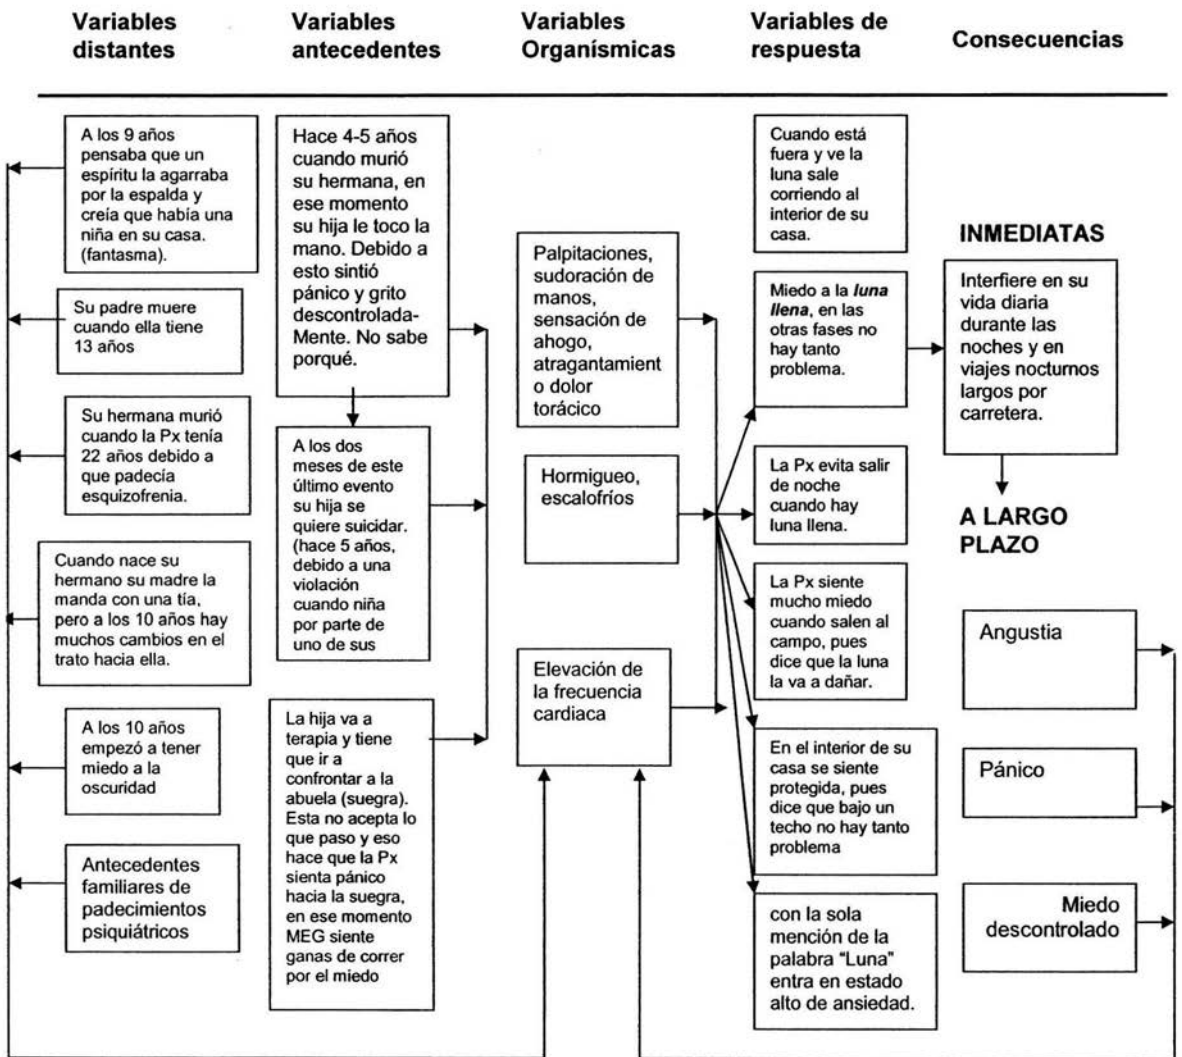 Variables
distantes
Variables
antecedentes
Variables
Organísmicas
Variables de
respuesta
Consecuencias
A los 9 años
pensaba que un
espíritu la agarraba
por la espalda y
creía que había una
niña en su casa.
(fantasma).
Su padre muere
cuando ella tiene
13 años
Su hermana murió
cuando la Px tenía
22 años debido a
que padecía
esquizofrenia.
Cuando nace su
hermano su madre la
manda con una tía,
pero a los 10 años hay
muchos cambios en el
trato hacia ella.
A los 10 años
empezó a tener
miedo a la
oscuridad
Antecedentes
familiares de
padecimientos
psiquiátricos
Hace 4-5 años
cuando murió
su hermana, en
ese momento
su hija le toco la
mano. Debido a
esto sintió
pánico y grito
descontrolada-
Mente. No sabe
porqué.
A los dos
meses de este
último evento
su hija se
quiere suicidar.
(hace 5 años,
debido a una
violación
cuando niña
por parte de
uno de sus
La hija va a
terapia y tiene
que ir a
confrontar a la
abuela (suegra).
Esta no acepta lo
que paso y eso
hace que la Px
sienta pánico
hacia la suegra,
en ese momento
MEG siente
ganas de correr
por el miedo
Palpitaciones,
sudoración de
manos,
sensación de
ahogo,
atragantamient
o dolor
torácico
Hormigueo,
escalofríos
Elevación de
la frecuencia
cardiaca
Cuando está
fuera y ve la
luna sale
corriendo al
interior de su
casa.
Miedo a la luna
llena, en las
otras fases no
hay tanto
problema.
La Px evita salir
de noche
cuando hay
luna llena.
La Px siente
mucho miedo
cuando salen al
campo, pues
dice que la luna
la va a dañar.
En el interior de su
casa se siente
protegida, pues
dice que bajo un
techo no hay tanto
problema
con la sola
mención de la
palabra "Luna"
entra en estado
alto de ansiedad.
INMEDIATAS
Interfiere en su
vida diaria
durante las
noches y en
viajes nocturnos
largos por
carretera.
A LARGO
PLAZO
Angustia
Pánico
Miedo
descontrolado